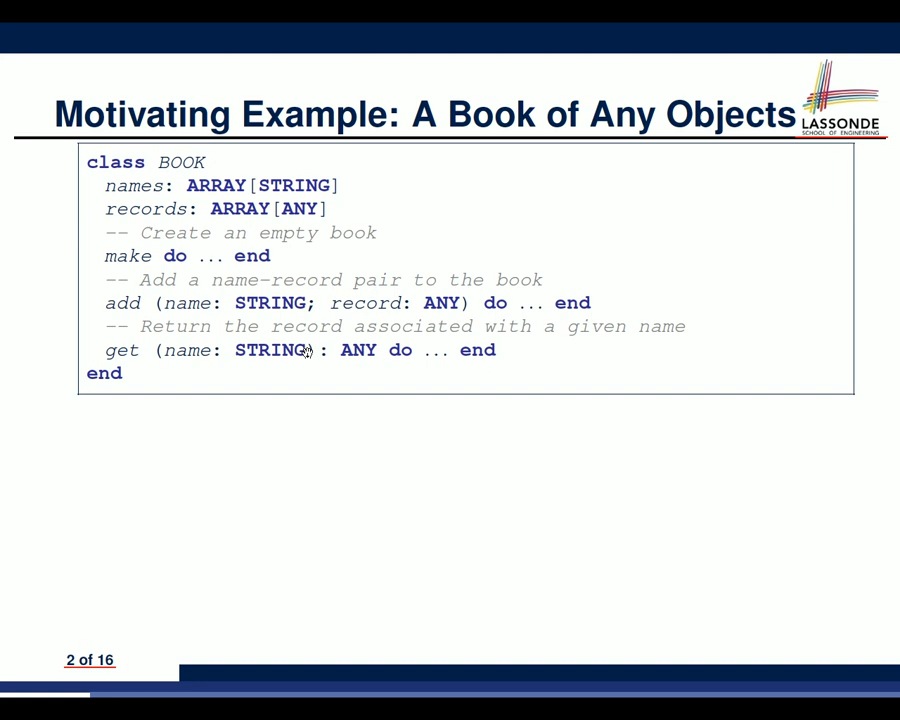 Motivating Example: A Book of Any Objects
LASSONDE
SCHOOL OF ENGINEERING
class BOOK
names: ARRAY[STRING]
records: ARRAY[ANY]
-- Create an empty book
make do ... end
-- Add a name-record pair to the book
add (name: STRING; record: ANY) do ... end
-- Return the record associated with a given name
get (name: STRING): ANY do ... end
end
2 of 16